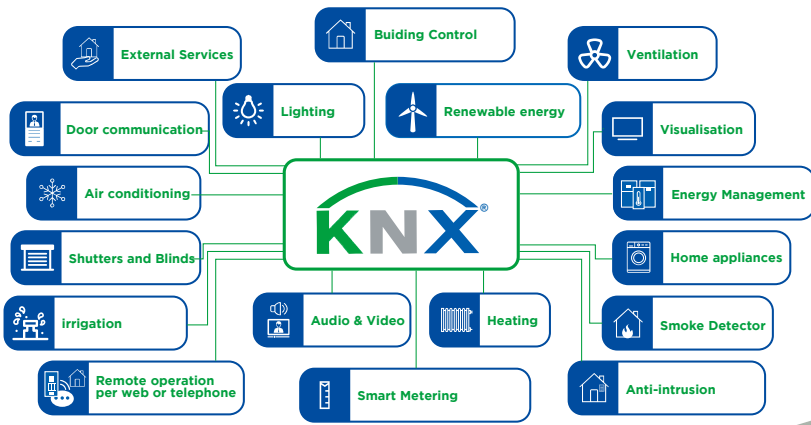 External Services
Buiding Control
Ventilation
Lighting
Renewable energy
Door communication
Visualisation
Air conditioning
Energy Management
KNX®
Shutters and Blinds
Home appliances
irrigation
Audio & Video
Heating
Smoke Detector
Remote operation
per web or telephone
Smart Metering
Anti-intrusion